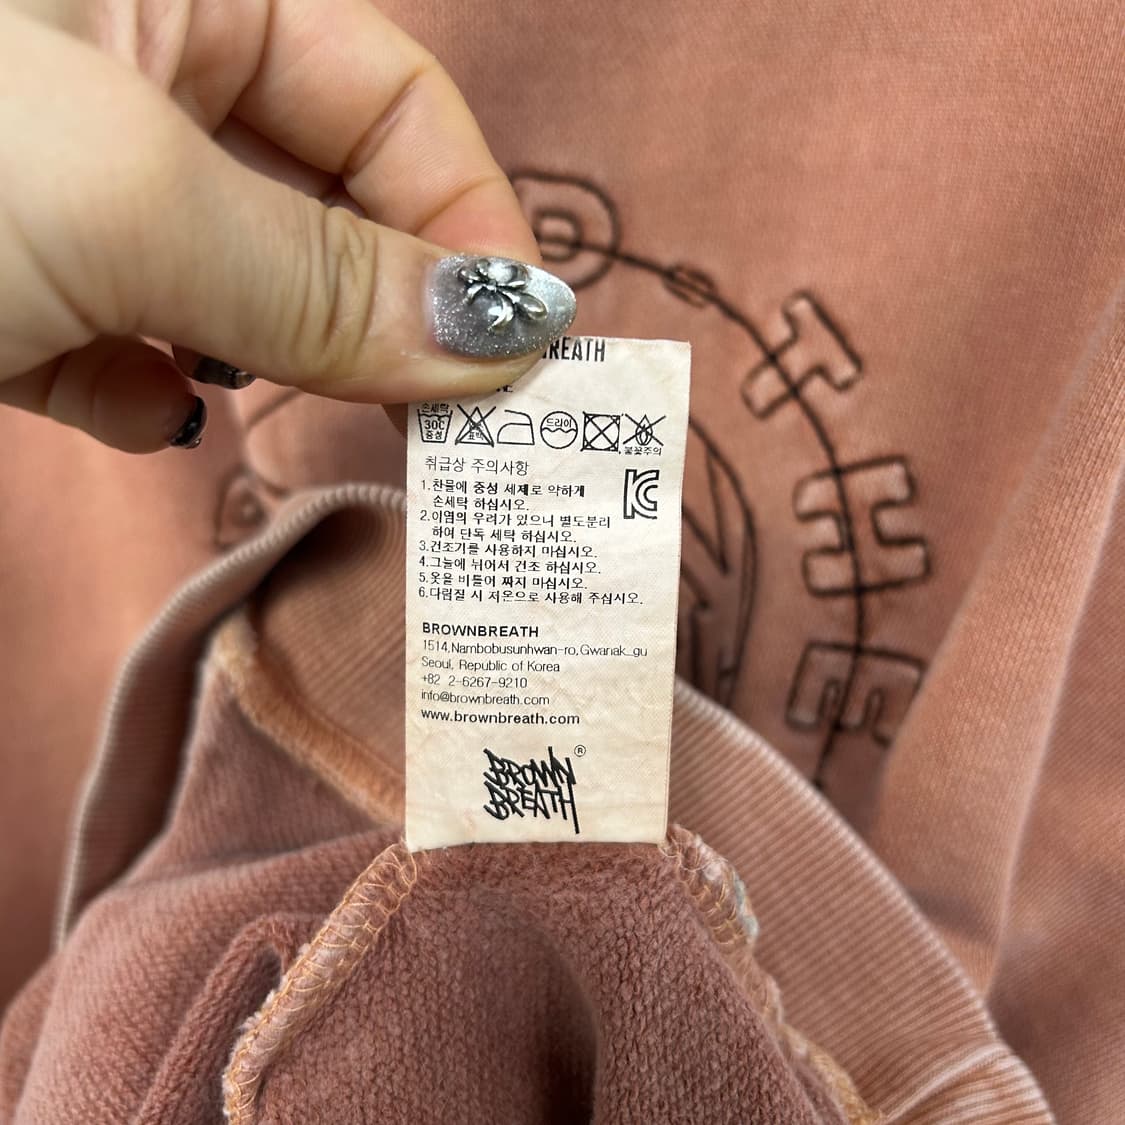 BREATH
손세탁
30C
중성
표백
드라이
불꽃주의
취급상 주의사항
1.찬물에 중성 세제로 약하게
손세탁 하십시오.
2.이염의 우려가 있으니 별도분리
하여 단독 세탁 하십시오.
3.건조기를 사용하지 마십시오.
4.그늘에 뉘어서 건조 하십시오.
5.옷을 비틀어 짜지 마십시오.
6.다림질 시 저온으로 사용해 주십시오.
BROWNBREATH
1514,Nambobusunhwan-ro,Gwanak_gu
Seoul, Republic of Korea
+82 2-6267-9210
info@brownbreath.com
www.brownbreath.com
BROWN
BREATH
®
THE